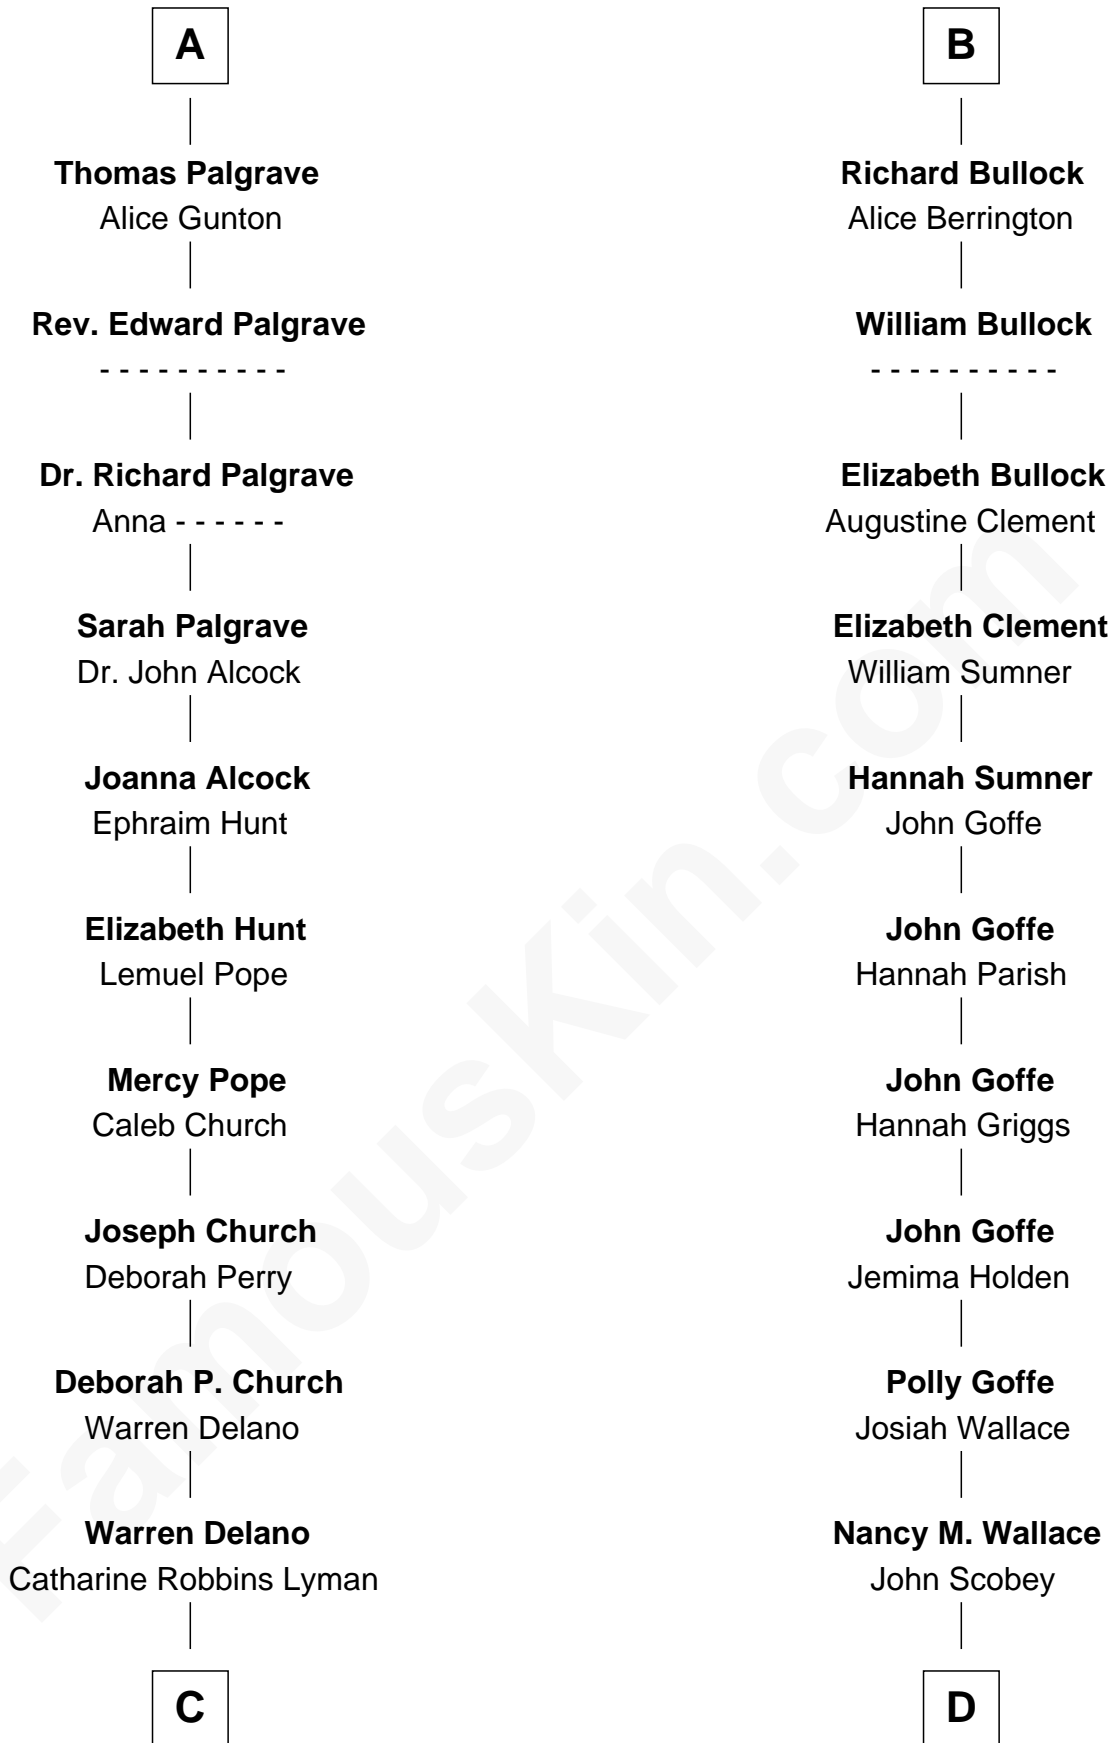 A
Thomas Palgrave
Alice Gunton
Rev. Edward Palgrave
- - - - - - - - - -
Dr. Richard Palgrave
Anna - - - - - -
Sarah Palgrave
Dr. John Alcock
Joanna Alcock
Ephraim Hunt
Elizabeth Hunt
Lemuel Pope
Mercy Pope
Caleb Church
Joseph Church
Deborah Perry
Deborah P. Church
Warren Delano
Warren Delano
Catharine Robbins Lyman
C
B
Richard Bullock
Alice Berrington
William Bullock
- - - - - - - - - -
Elizabeth Bullock
Augustine Clement
Elizabeth Clement
William Sumner
Hannah Sumner
John Goffe
John Goffe
Hannah Parish
John Goffe
Hannah Griggs
John Goffe
Jemima Holden
Polly Goffe
Josiah Wallace
Nancy M. Wallace
John Scobey
D
FamousKin.com